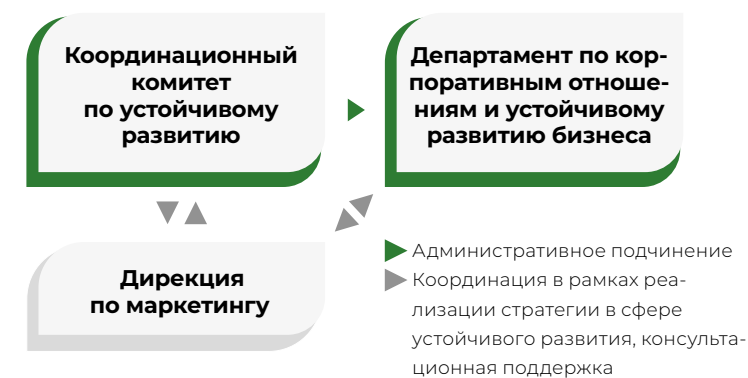 Координационный
комитет
по устойчивому
развитию
Департамент по кор-
поративным отноше-
ниям и устойчивому
развитию бизнеса
Дирекция
по маркетингу
Административное подчинение
Координация в рамках реа-
лизации стратегии в сфере
устойчивого развития, консульта-
ционная поддержка